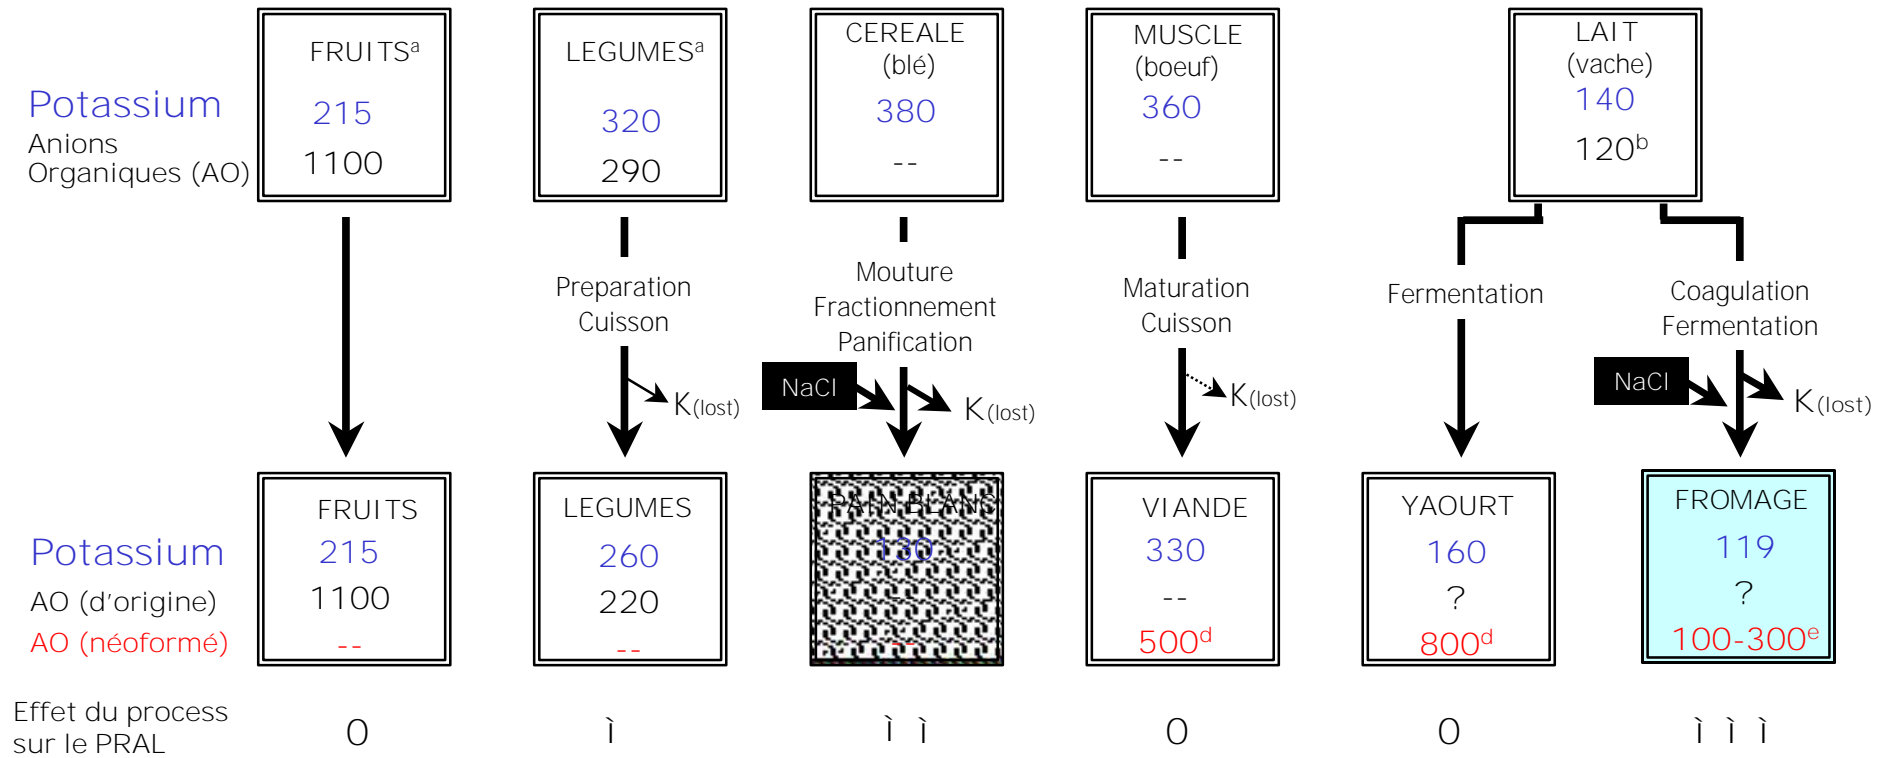 FRUITSᵃ
LEGUMESᵃ
CEREALE
(blé)
MUSCLE
(boeuf)
LAIT
(vache)
Potassium
215
320
380
360
140
Anions
Organiques (AO)
1100
290
--
--
120ᵇ
Preparation
Cuisson
Mouture
Fractionnement
Panification
Maturation
Cuisson
Fermentation
Coagulation
Fermentation
K(lost)
NaCl
K(lost)
K(lost)
NaCl
K(lost)
FRUITS
LEGUMES
PAIN BLANC
VIANDE
YAOURT
FROMAGE
Potassium
215
260
130
330
160
119
AO (d'origine)
1100
220
--
?
?
AO (néoformé)
--
--
--
500ᵈ
800ᵈ
100-300ᵉ
Effet du process
sur le PRAL
0
ì
ì ì
0
0
ì ì ì